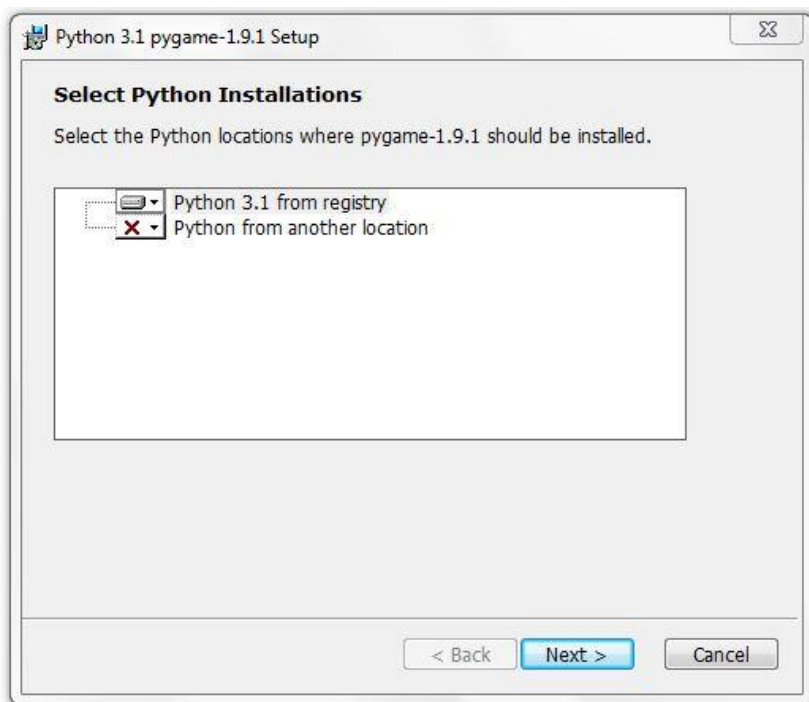 Python 3.1 pygame-1.9.1 Setup
Select Python Installations
Select the Python locations where pygame-1.9.1 should be installed.
Python 3.1 from registry
Python from another location
< Back Next > Cancel